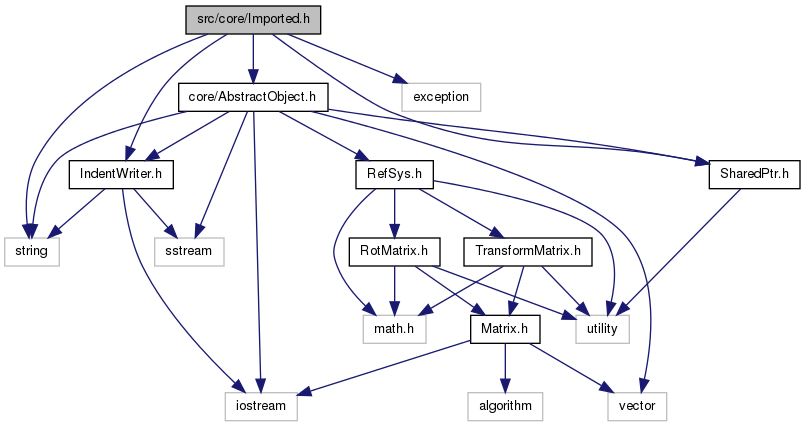 src/core/Imported.h
core/AbstractObject.h
exception
IndentWriter.h
RefSys.h
SharedPtr.h
string
sstream
RotMatrix.h
TransformMatrix.h
math.h
Matrix.h
utility
iostream
algorithm
vector